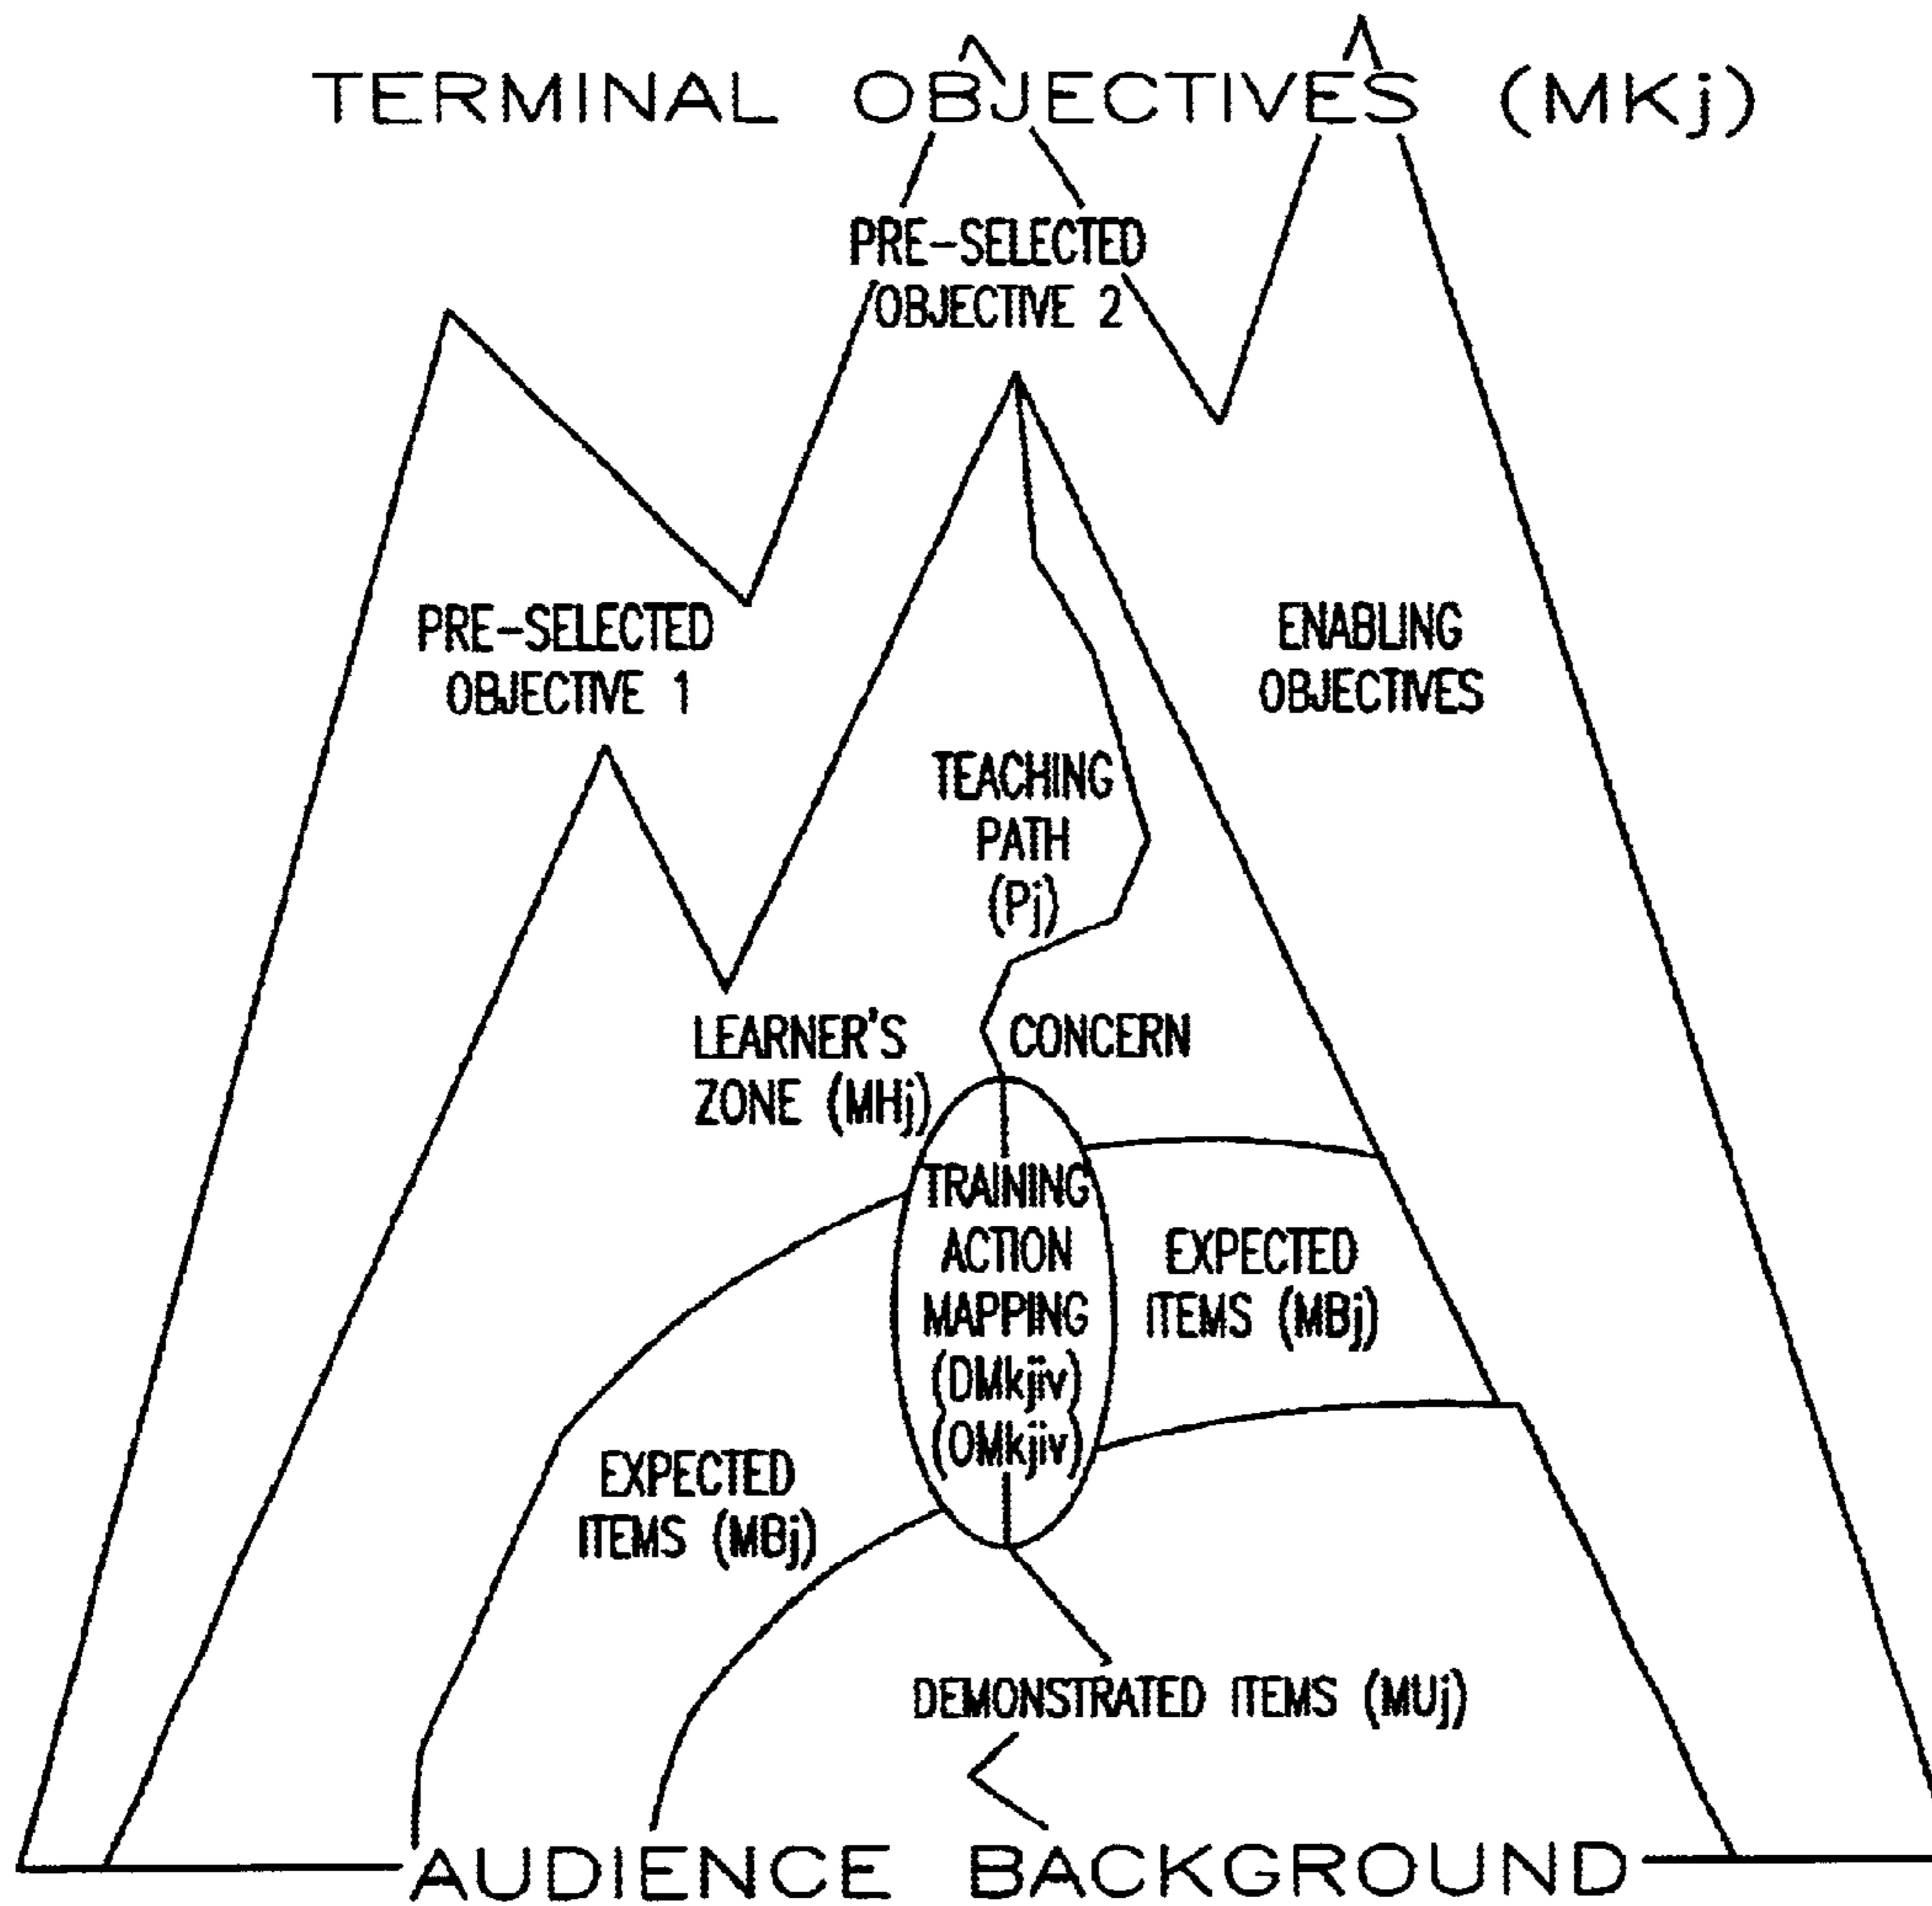 TERMINAL OBJECTIVES (MKj)
PRE-SELECTED
OBJECTIVE 2
PRE-SELECTED
OBJECTIVE 1
ENABLING
OBJECTIVES
TEACHING
PATH
(Pj)
LEARNER'S CONCERN
ZONE (MHj)
TRAINING
ACTION
MAPPING
(DMkjiv)
(OMkjiv)
EXPECTED
ITEMS (MBj)
EXPECTED
ITEMS (MBj)
DEMONSTRATED ITEMS (MUj)
AUDIENCE BACKGROUND